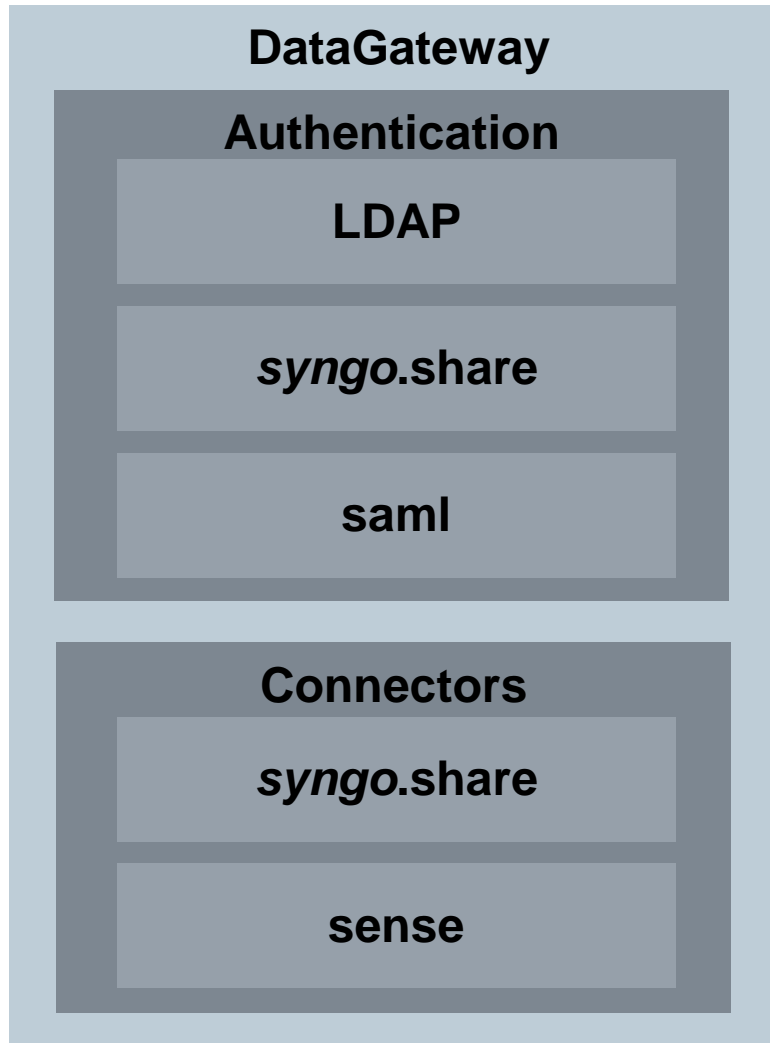 DataGateway
Authentication
LDAP
syngo.share
saml
Connectors
syngo.share
sense